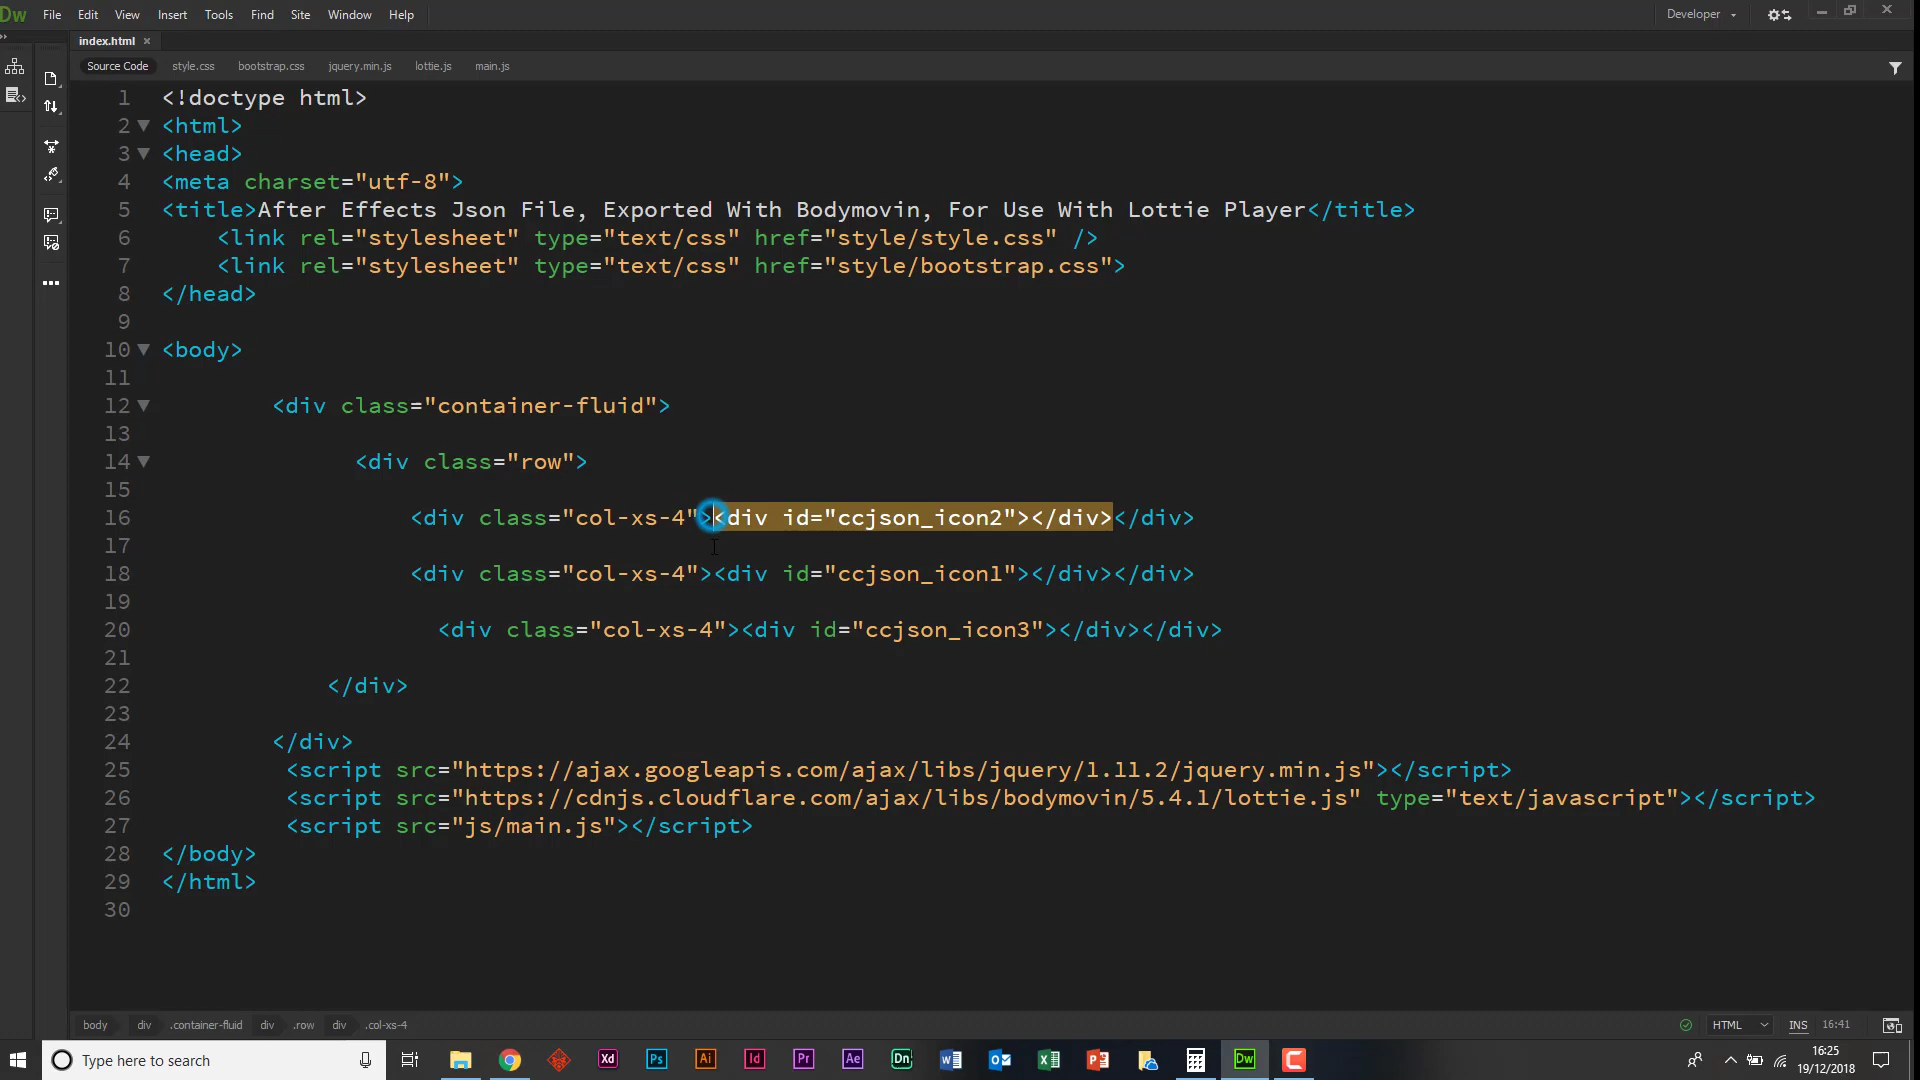 Dw File Edit View Insert Tools Find Site Window Help Developer
index.html
Source Code style.css bootstrap.css jquery.min.js lottie.js main.js
1 <!doctype html>
2 <html>
3 <head>
4 <meta charset="utf-8">
5 <title>After Effects Json File, Exported With Bodymovin, For Use With Lottie Player</title>
6 <link rel="stylesheet" type="text/css" href="style/style.css" />
7 <link rel="stylesheet" type="text/css" href="style/bootstrap.css">
8 </head>
9
10 <body>
11
12 <div class="container-fluid">
13
14 <div class="row">
15
16 <div class="col-xs-4"><div id="ccjson_icon2"></div></div>
17
18 <div class="col-xs-4"><div id="ccjson_icon1"></div></div>
19
20 <div class="col-xs-4"><div id="ccjson_icon3"></div></div>
21
22 </div>
23
24 </div>
25 <script src="https://ajax.googleapis.com/ajax/libs/jquery/1.11.2/jquery.min.js"></script>
26 <script src="https://cdnjs.cloudflare.com/ajax/libs/bodymovin/5.4.1/lottie.js" type="text/javascript"></script>
27 <script src="js/main.js"></script>
28 </body>
29 </html>
30
body div .container-fluid div .row div .col-xs-4 HTML INS 16:41
Type here to search Xd Ps Ai Id Pr Ae Dn Dw 16:25
19/12/2018